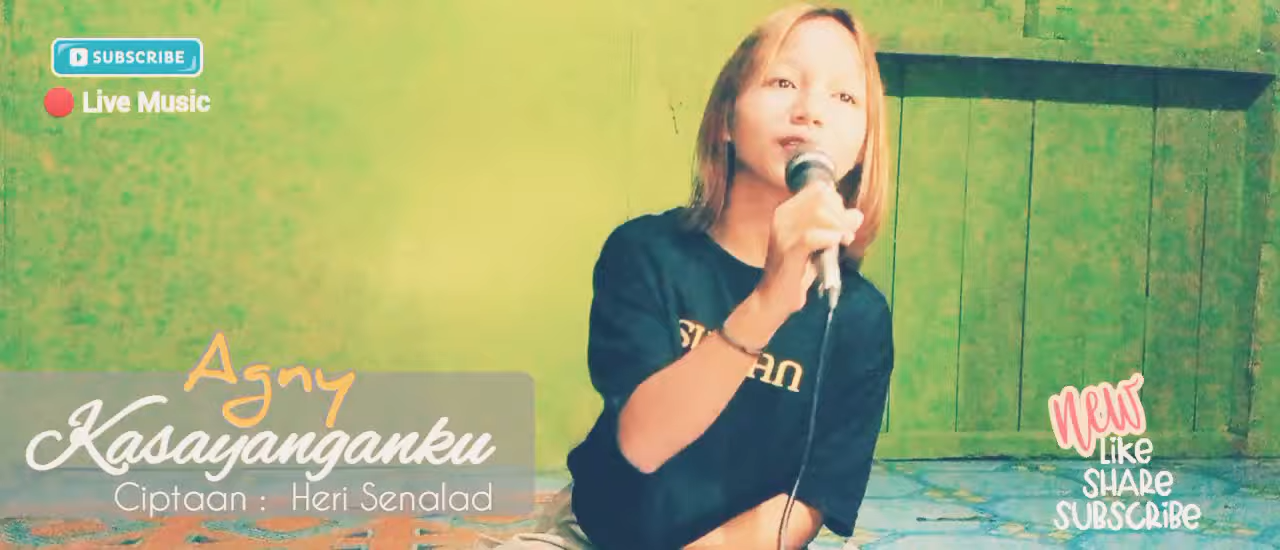 SUBSCRIBE
Live Music
Agny
Kasayanganku
Ciptaan : Heri Senalad
new
Like
SHARE
SUBSCRIBE